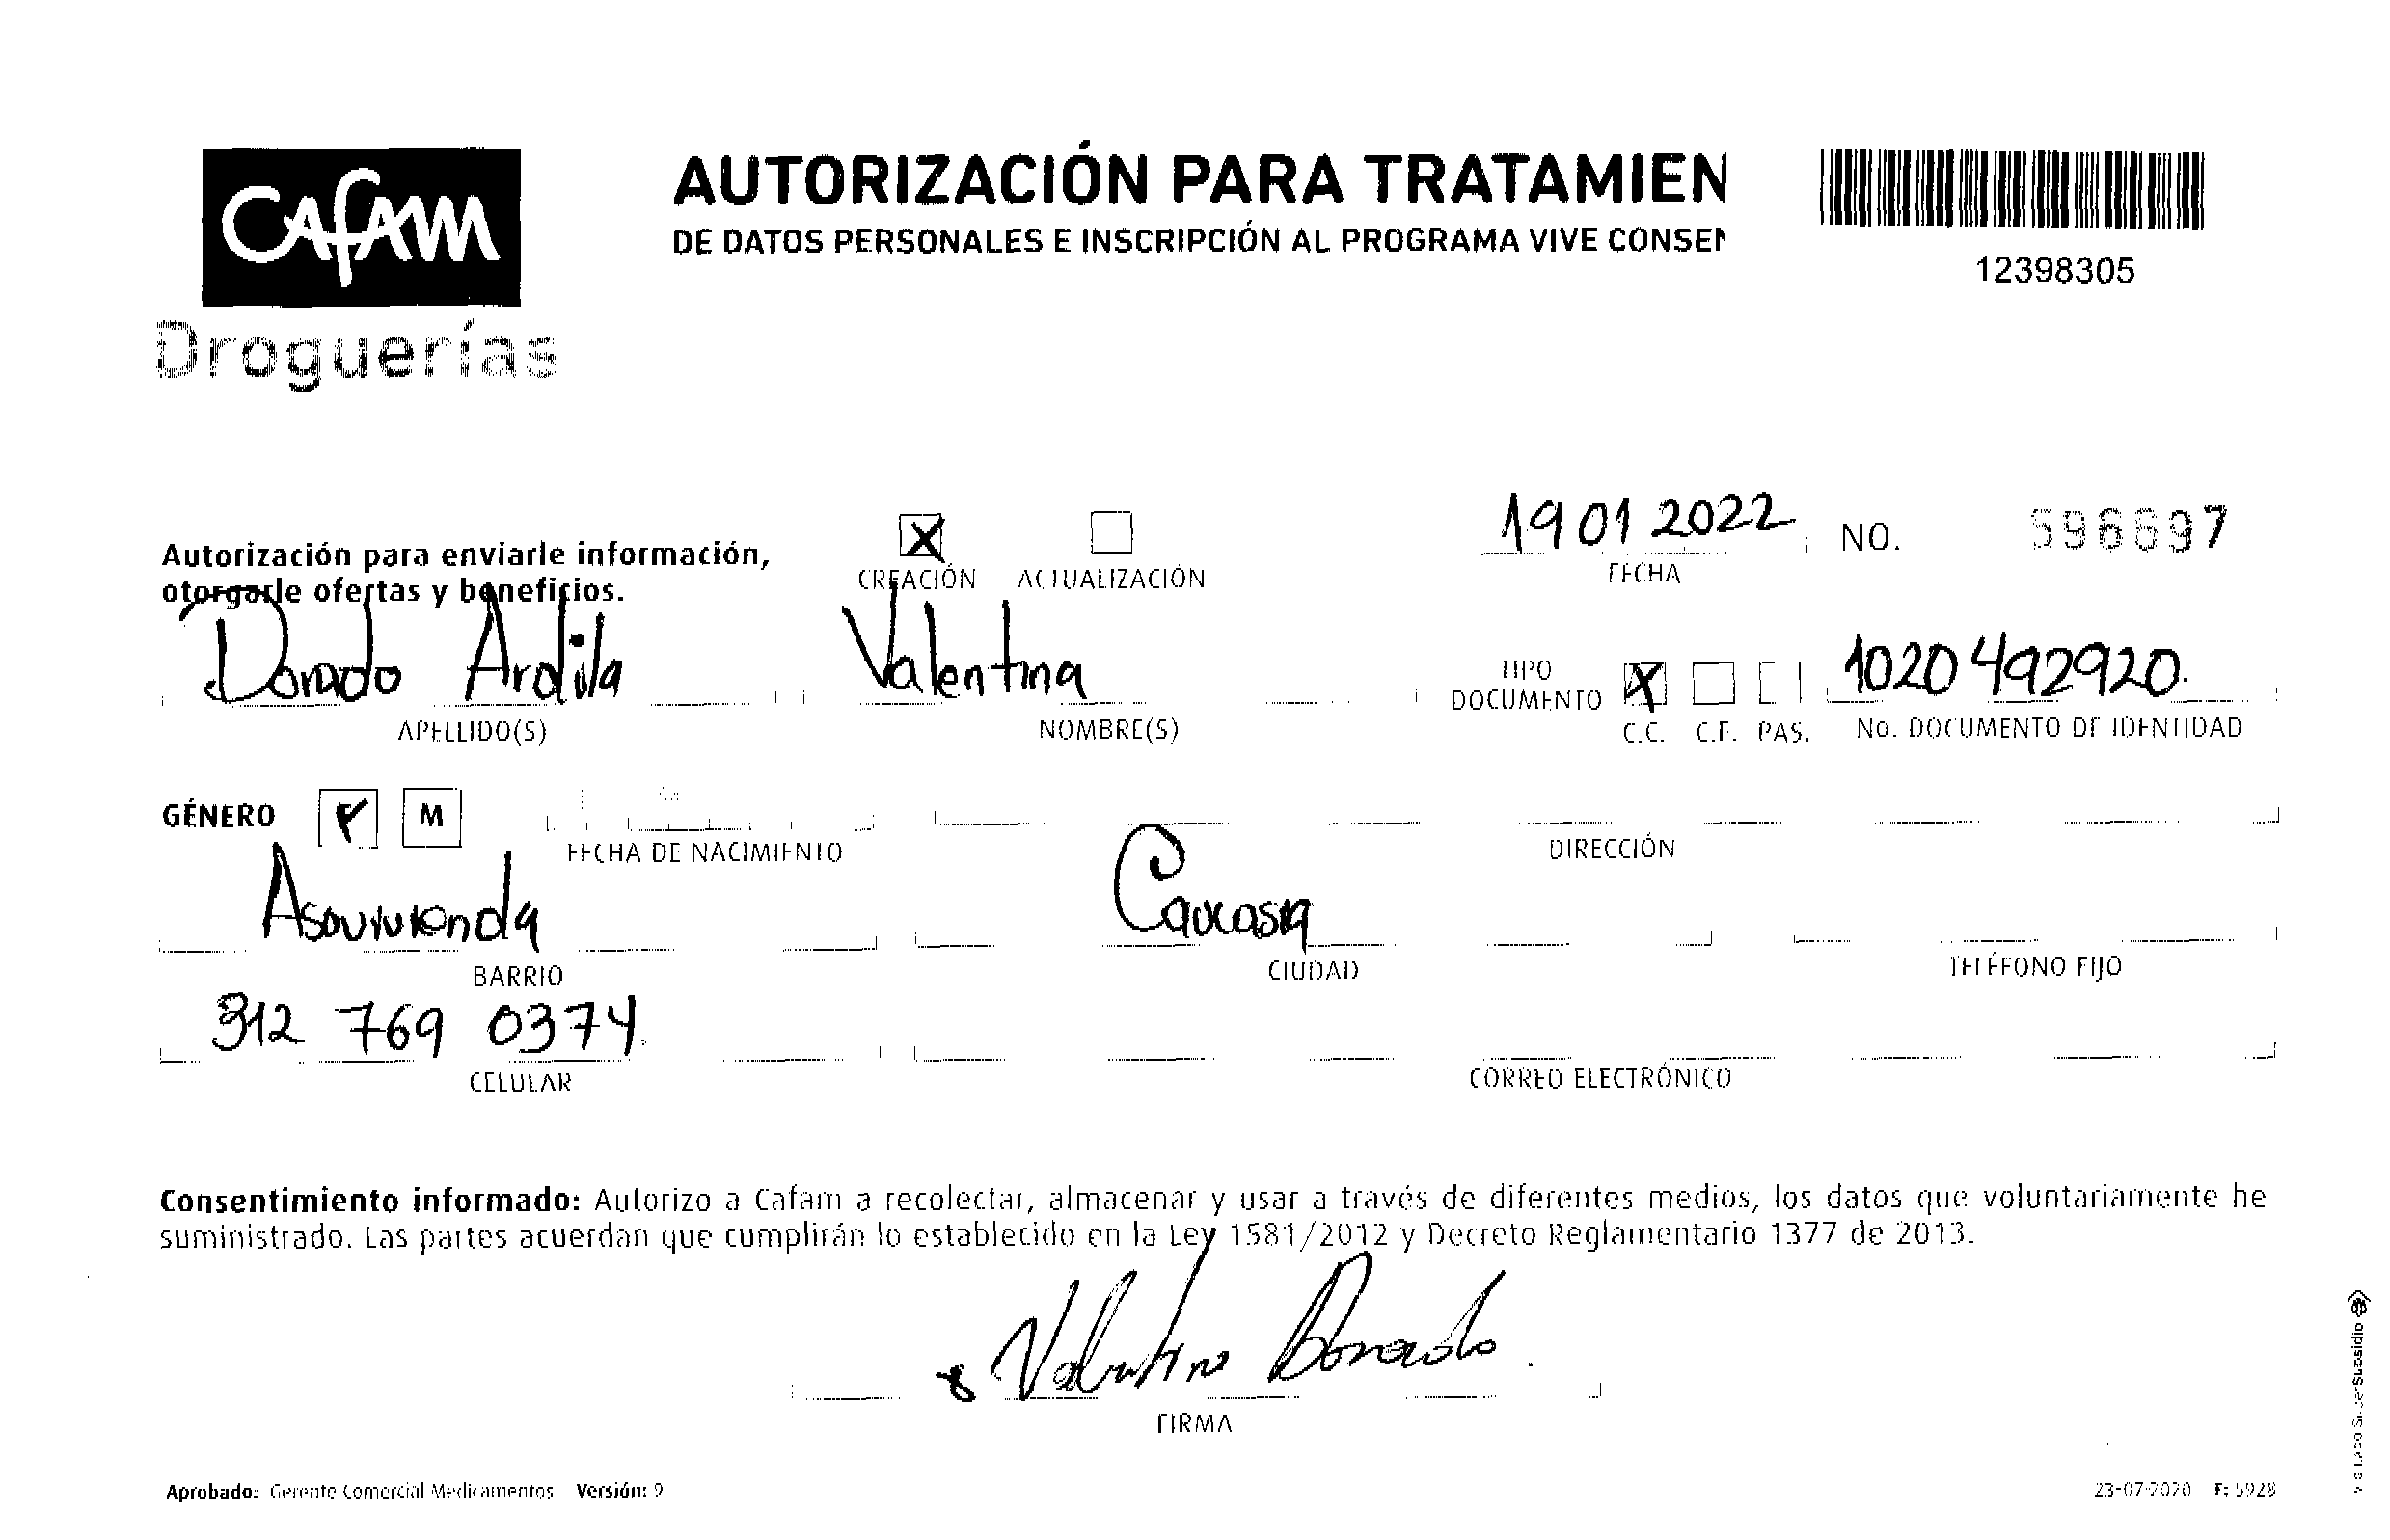 Cafam
Droguerías
AUTORIZACIÓN PARA TRATAMIEN
DE DATOS PERSONALES E INSCRIPCIÓN AL PROGRAMA VIVE CONSEN
12398305
Autorización para enviarle información,
otorgarle ofertas y beneficios.
X
CREACIÓN ACTUALIZACIÓN
19 01 2022
FECHA
NO. 596697
Dorado Ardila
APELLIDO(S)
Valentina
NOMBRE(S)
TIPO
DOCUMENTO
X
C.C. C.E. PAS.
1020492920.
No. DOCUMENTO DE IDENTIDAD
GÉNERO F M
FECHA DE NACIMIENTO
DIRECCIÓN
Asovivienda
BARRIO
Caucasia
CIUDAD
TELÉFONO FIJO
312 769 0374.
CELULAR
CORREO ELECTRÓNICO
Consentimiento informado: Autorizo a Cafam a recolectar, almacenar y usar a través de diferentes medios, los datos que voluntariamente he
suministrado. Las partes acuerdan que cumplirán lo establecido en la Ley 1581/2012 y Decreto Reglamentario 1377 de 2013.
Valentina Dorado
FIRMA
Aprobado: Gerente Comercial Medicamentos Versión: 9
23-07-2020 F: 5928
SuperSubsidio